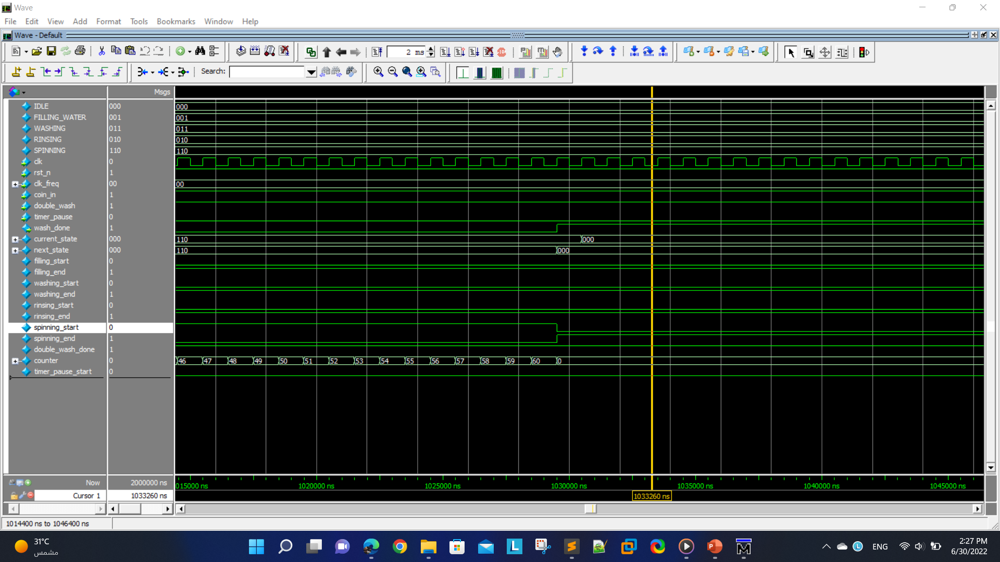 Wave
File Edit View Add Format Tools Bookmarks Window Help
Wave - Default
2 ms
Search:
Msgs
IDLE 000 000
FILLING_WATER 001 001
WASHING 011 011
RINSING 010 010
SPINNING 110 110
clk 0
rst_n 1
clk_freq 00 00
coin_in 1
double_wash 1
timer_pause 0
wash_done 1
current_state 000 110 000
next_state 000 110 000
filling_start 0
filling_end 1
washing_start 0
washing_end 1
rinsing_start 0
rinsing_end 1
spinning_start 0
spinning_end 1
double_wash_done 1
counter 0 46 47 48 49 50 51 52 53 54 55 56 57 58 59 60 0
timer_pause_start 0
Now 2000000 ns 015000 ns 1020000 ns 1025000 ns 1030000 ns 1035000 ns 1040000 ns 1045000 ns
Cursor 1 1033260 ns 1033260 ns
1014400 ns to 1046400 ns
31°C
مشمس
ENG
2:27 PM
6/30/2022